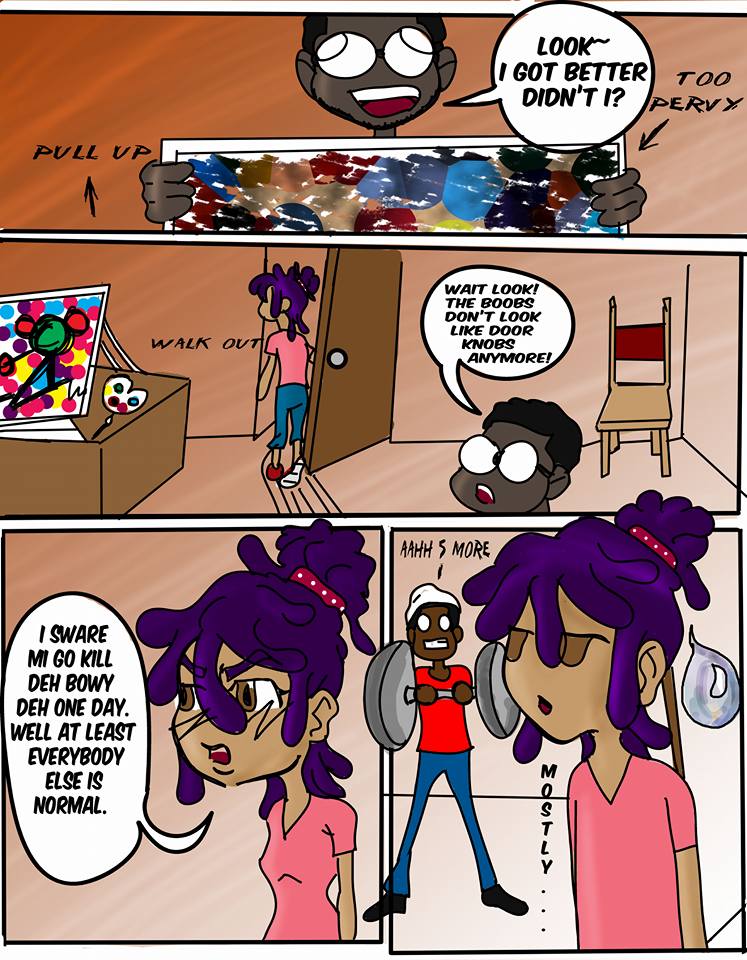 LOOK~
I GOT BETTER
DIDN'T I?
TOO
PERVY
PULL UP
WALK OUT
WAIT LOOK!
THE BOOBS
DON'T LOOK
LIKE DOOR
KNOBS
ANYMORE!
I SWARE
MI GO KILL
DEH BOWY
DEH ONE DAY.
WELL AT LEAST
EVERYBODY
ELSE IS
NORMAL.
AAHH 5 MORE
MOSTLY....